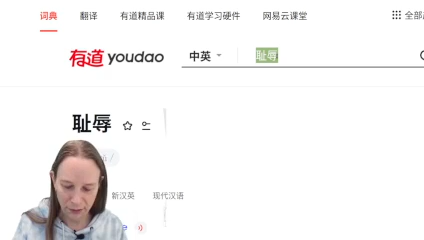 词典 翻译 有道精品课 有道学习硬件 网易云课堂 全部
有道 youdao 中英 耻辱
耻辱
新汉英 现代汉语